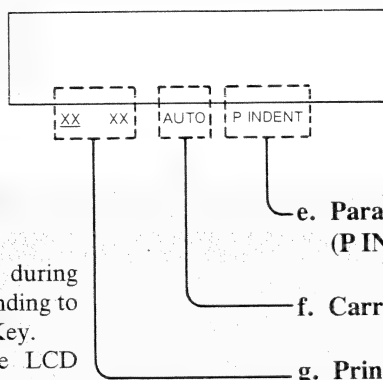 XX XX AUTO P INDENT
e. Para
(P IN
during
nding to
f. Carr
Key.
e LCD
g. Prin